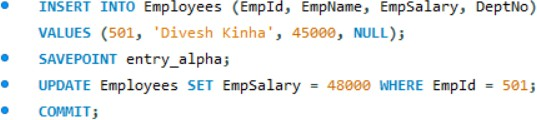 • INSERT INTO Employees (EmpId, EmpName, EmpSalary, DeptNo)
VALUES (501, 'Divesh Kinha', 45000, NULL);
• SAVEPOINT entry_alpha;
• UPDATE Employees SET EmpSalary = 48000 WHERE EmpId = 501;
• COMMIT;